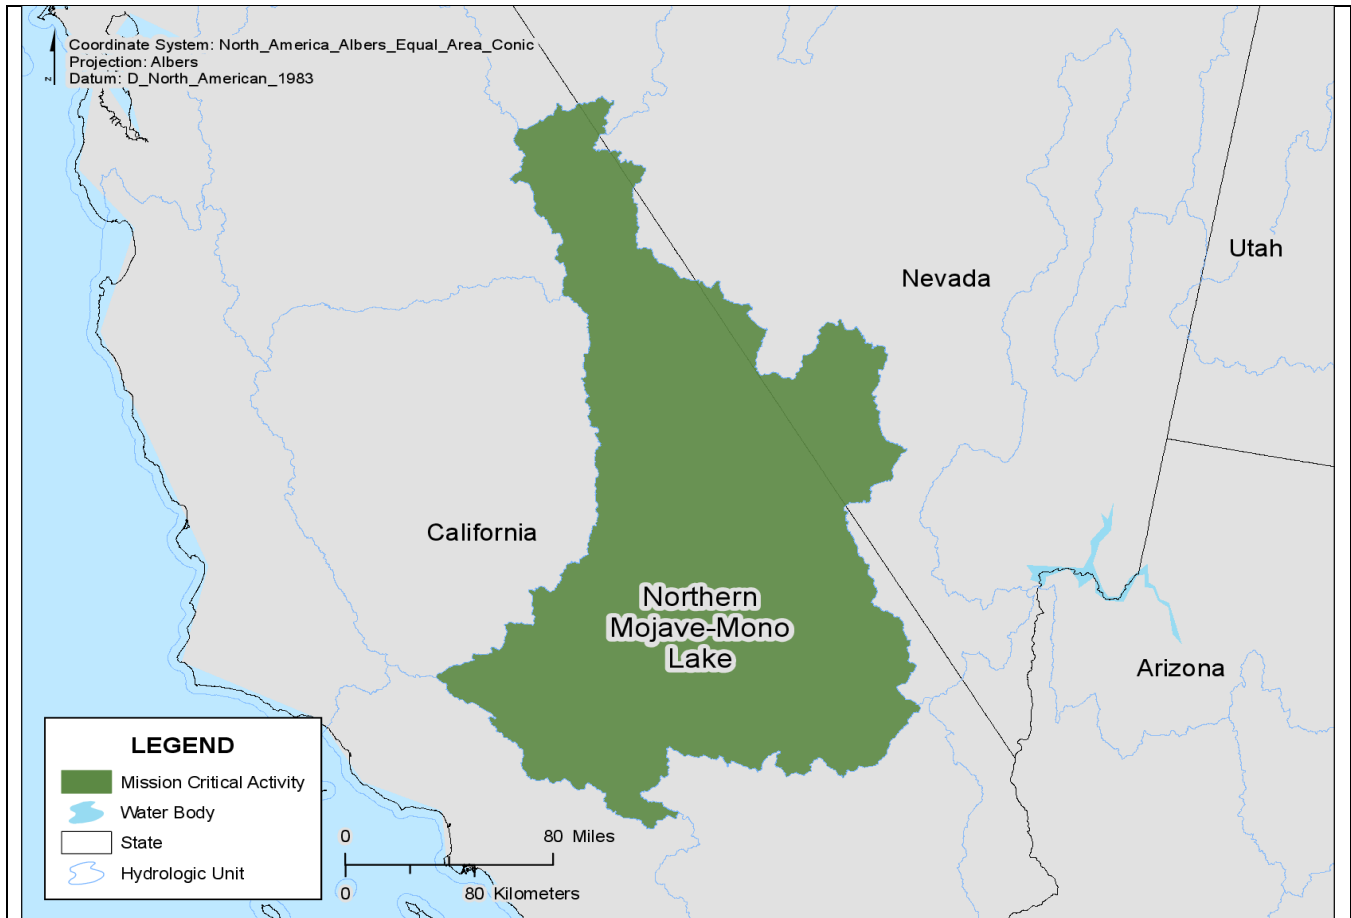 Coordinate System: North_America_Albers_Equal_Area_Conic
Projection: Albers
Datum: D_North_American_1983
N
Utah
Nevada
California
Northern
Mojave-Mono
Lake
Arizona
LEGEND
Mission Critical Activity
Water Body
State
Hydrologic Unit
0 80 Miles
0 80 Kilometers